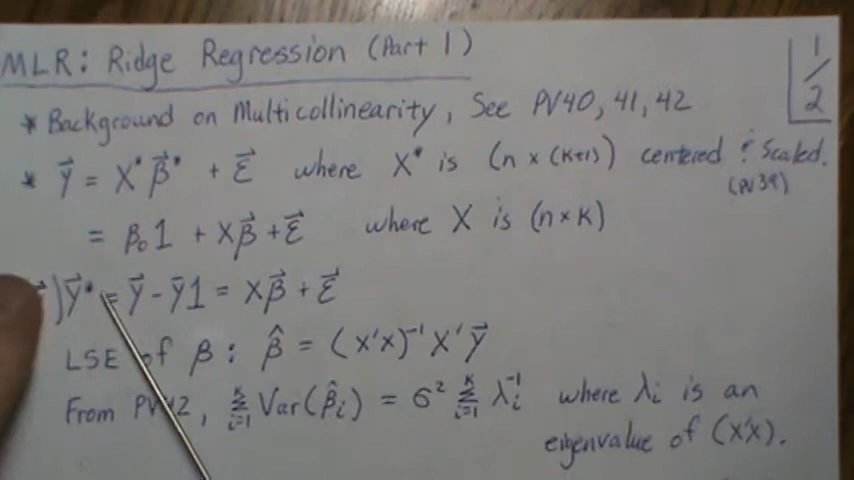 MLR: Ridge Regression (Part 1)
1/2
* Background on Multicollinearity, See PV40, 41, 42
* Y⃗ = X* β⃗* + ε⃗ where X* is (n x (K+1)) centered & Scaled.
(PV39)
= β₀1 + Xβ⃗ + ε⃗ where X is (n x K)
)Y⃗* = Y⃗ - Ȳ1 = Xβ⃗ + ε⃗
LSE of β: β̂ = (X'X)⁻¹ X' Y⃗
From PV42, Σᵢ₌₁ᴷ Var(β̂ᵢ) = σ² Σᵢ₌₁ᴷ λᵢ⁻¹ where λᵢ is an
eigenvalue of (X'X).